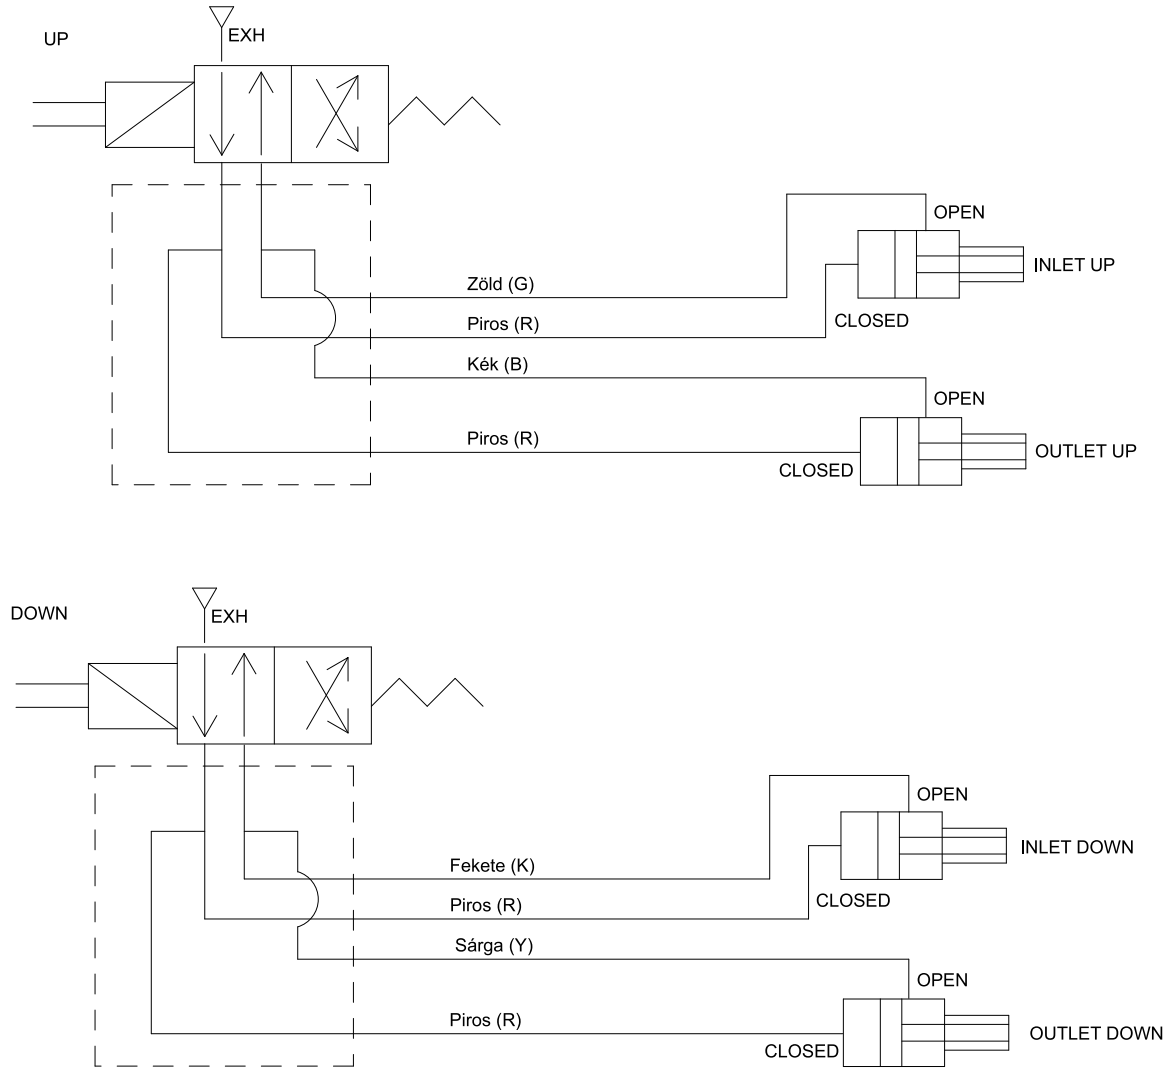 UP
EXH
OPEN
INLET UP
Zöld (G)
CLOSED
Piros (R)
Kék (B)
OPEN
Piros (R)
OUTLET UP
CLOSED
DOWN
EXH
OPEN
INLET DOWN
Fekete (K)
CLOSED
Piros (R)
Sárga (Y)
OPEN
Piros (R)
OUTLET DOWN
CLOSED